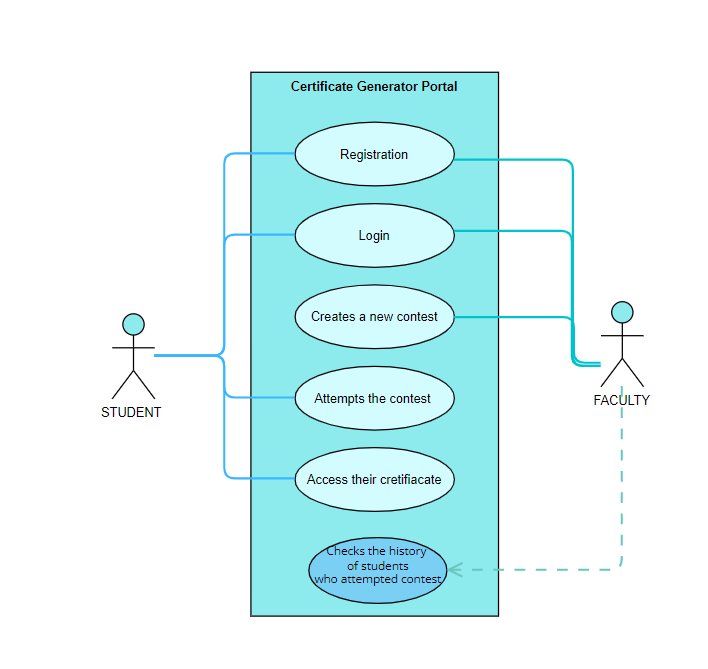 Certificate Generator Portal
Registration
Login
Creates a new contest
Attempts the contest
STUDENT
FACULTY
Access their cretifiacate
Checks the history
of students
who attempted contest